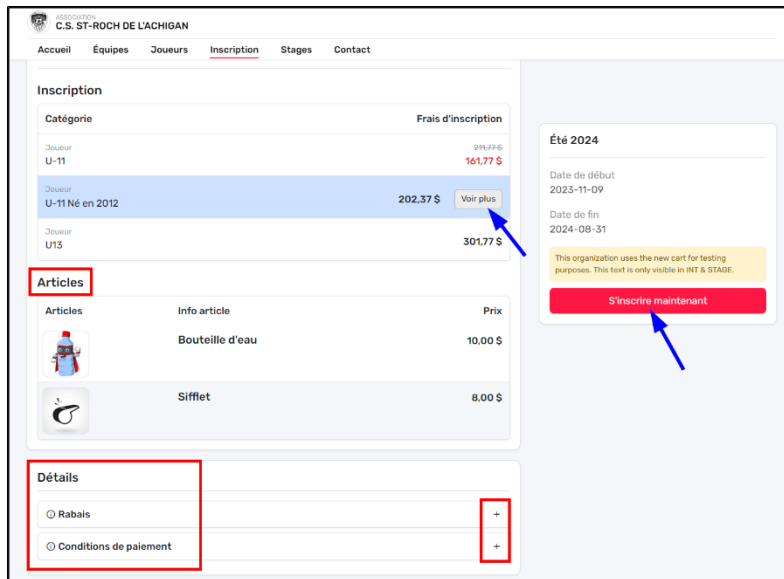 ASSOCIATION
C.S. ST-ROCH DE L'ACHIGAN
Accueil Équipes Joueurs Inscription Stages Contact
Inscription
Catégorie Frais d'inscription
Joueur
U-11
211,77 $
161,77 $
Joueur
U-11 Né en 2012
202,37 $ Voir plus
Joueur
U13
301,77 $
Articles
Articles Info article Prix
Bouteille d'eau 10,00 $
Sifflet 8,00 $
Détails
Rabais +
Conditions de paiement +
Été 2024
Date de début
2023-11-09
Date de fin
2024-08-31
This organization uses the new cart for testing
purposes. This text is only visible in INT & STAGE.
S'inscrire maintenant